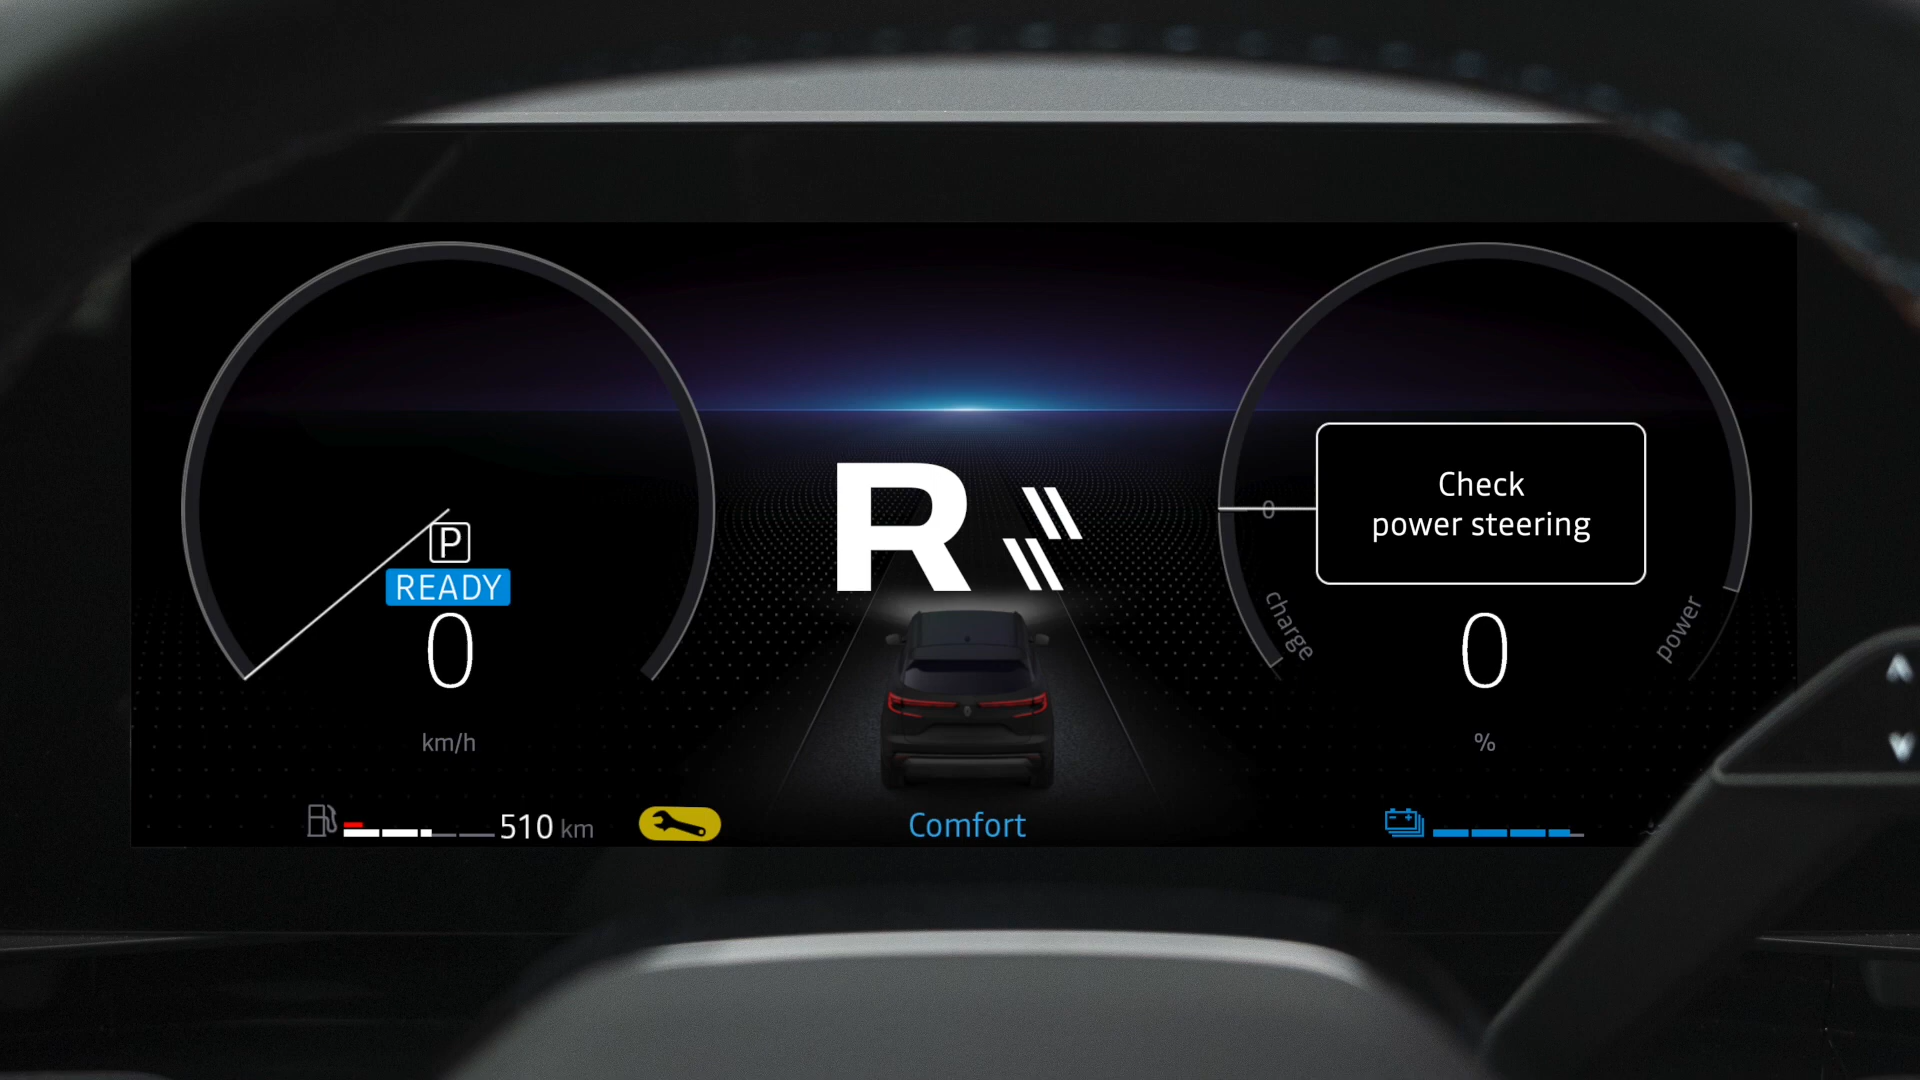 R
0
Check
power steering
P
READY
0
km/h
charge
0
%
power
510 km
Comfort